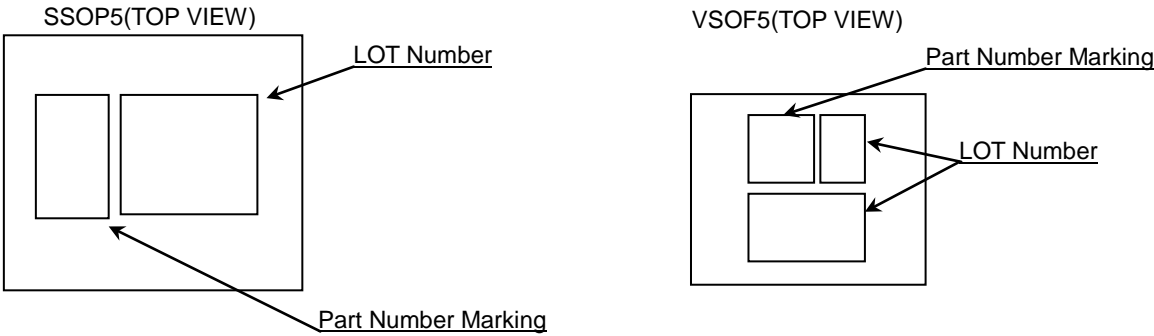 SSOP5(TOP VIEW)
LOT Number
Part Number Marking
VSOF5(TOP VIEW)
Part Number Marking
LOT Number